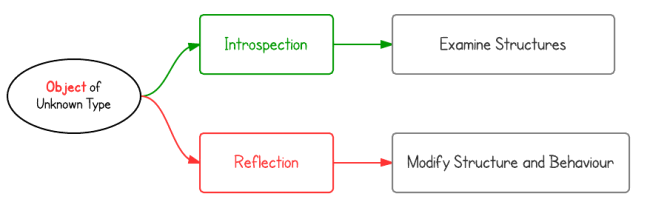 Object of
Unknown Type
Introspection
Examine Structures
Reflection
Modify Structure and Behaviour